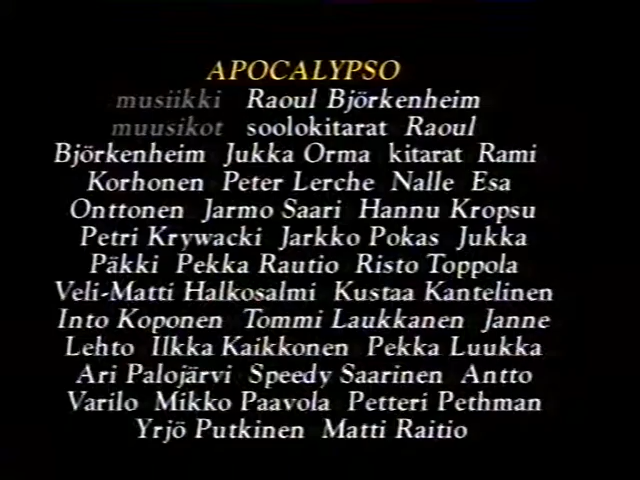 APOCALYPSO
musiikki Raoul Björkenheim
muusikot soolokitarat Raoul
Björkenheim Jukka Orma kitarat Rami
Korhonen Peter Lerche Nalle Esa
Onttonen Jarmo Saari Hannu Kropsu
Petri Krywacki Jarkko Pokas Jukka
Päkki Pekka Rautio Risto Toppola
Veli-Matti Halkosalmi Kustaa Kantelinen
Into Koponen Tommi Laukkanen Janne
Lehto Ilkka Kaikkonen Pekka Luukka
Ari Palojärvi Speedy Saarinen Antto
Varilo Mikko Paavola Petteri Pethman
Yrjö Putkinen Matti Raitio